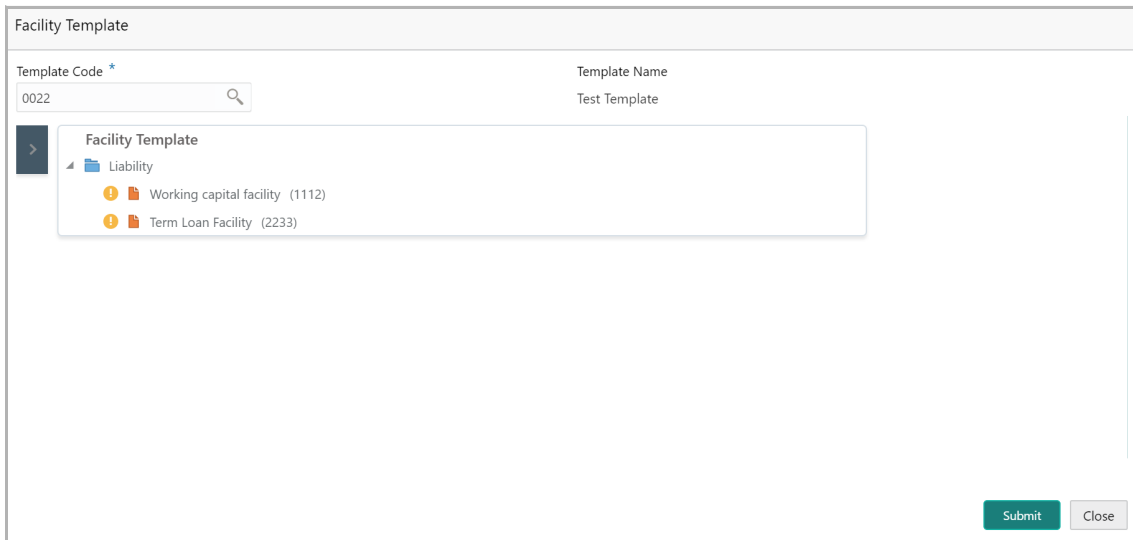 Facility Template
Template Code *
Template Name
0022
Test Template
Facility Template
Liability
Working capital facility (1112)
Term Loan Facility (2233)
Submit
Close